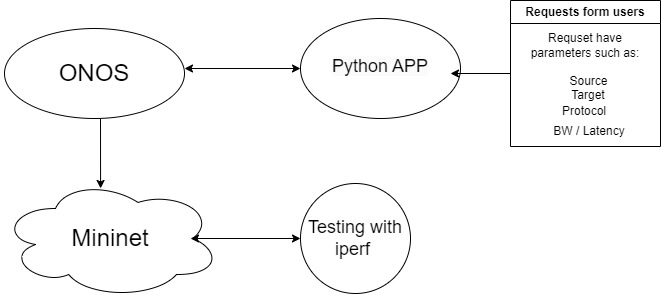 Requests form users
Requset have
parameters such as:
Source
Target
Protocol
BW / Latency
ONOS
Python APP
Mininet
Testing with
iperf